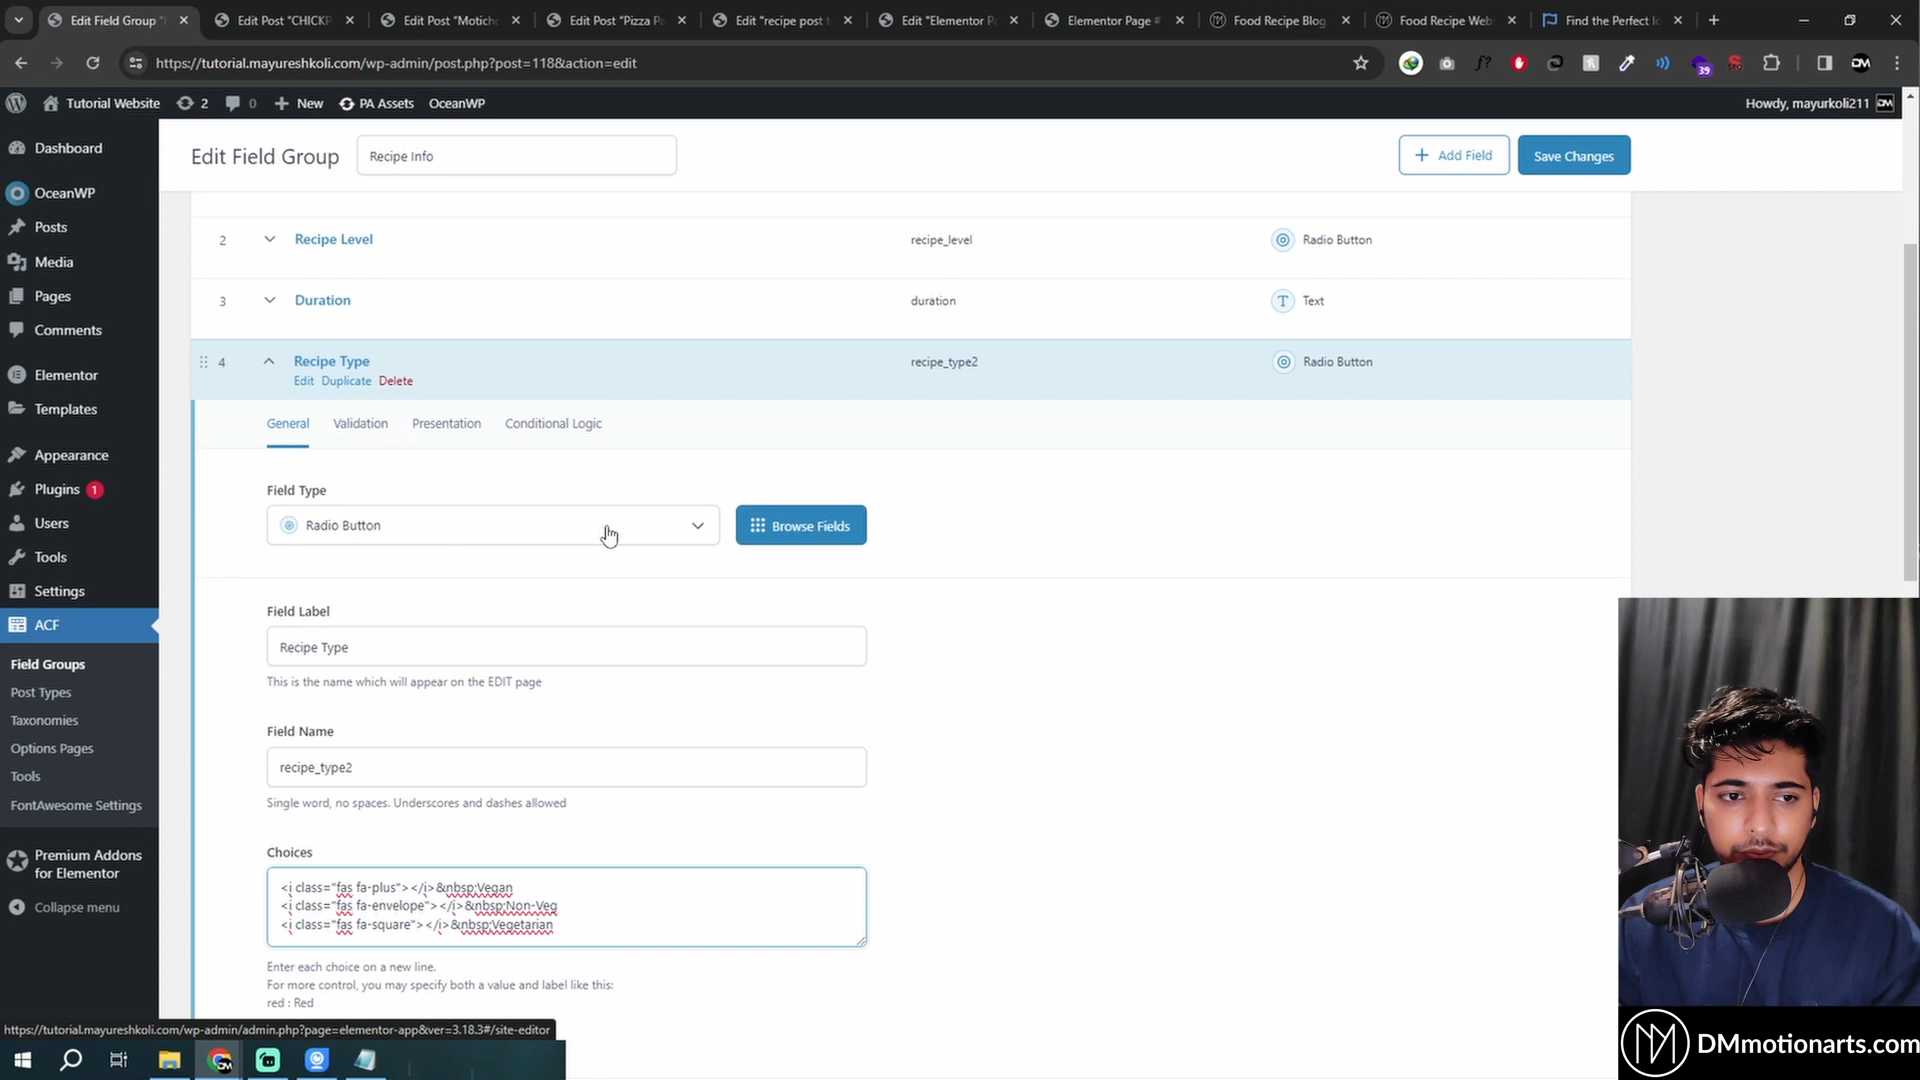 Edit Field Group "
Edit Post "CHICKP
Edit Post "Motich
Edit Post "Pizza Pa
Edit "recipe post t
Edit "Elementor P
Elementor Page #
Food Recipe Blog
Food Recipe Web
Find the Perfect I
https://tutorial.mayureshkoli.com/wp-admin/post.php?post=118&action=edit
39
Tutorial Website
2
0
New
PA Assets
OceanWP
Howdy, mayurkoli211
Dashboard
OceanWP
Posts
Media
Pages
Comments
Elementor
Templates
Appearance
Plugins 1
Users
Tools
Settings
ACF
Field Groups
Post Types
Taxonomies
Options Pages
Tools
FontAwesome Settings
Premium Addons
for Elementor
Collapse menu
Edit Field Group
Recipe Info
+ Add Field
Save Changes
2 Recipe Level recipe_level Radio Button
3 Duration duration Text
4 Recipe Type recipe_type2 Radio Button
Edit Duplicate Delete
General Validation Presentation Conditional Logic
Field Type
Radio Button
Browse Fields
Field Label
Recipe Type
This is the name which will appear on the EDIT page
Field Name
recipe_type2
Single word, no spaces. Underscores and dashes allowed
Choices
<i class="fas fa-plus"></i>&nbsp;Vegan
<i class="fas fa-envelope"></i>&nbsp;Non-Veg
<i class="fas fa-square"></i>&nbsp;Vegetarian
Enter each choice on a new line.
For more control, you may specify both a value and label like this:
red : Red
https://tutorial.mayureshkoli.com/wp-admin/admin.php?page=elementor-app&ver=3.18.3#/site-editor
DMmotionarts.com